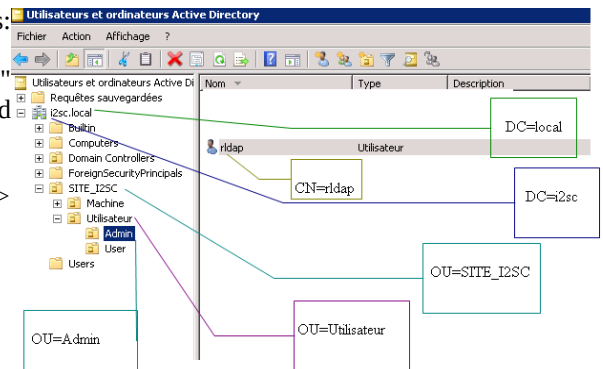 s:
"
d
>
Utilisateurs et ordinateurs Active Directory
Fichier Action Affichage ?
Utilisateurs et ordinateurs Active Di
Nom Type Description
Requêtes sauvegardées
i2sc.local
Builtin
Computers
Domain Controllers
ForeignSecurityPrincipals
SITE_I2SC
Machine
Utilisateur
Admin
User
Users
rldap Utilisateur
DC=local
CN=rldap
DC=i2sc
OU=SITE_I2SC
OU=Utilisateur
OU=Admin